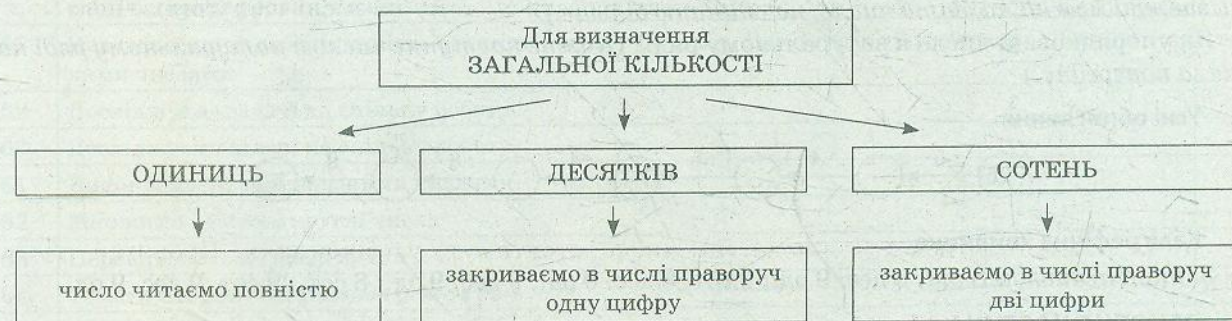 Для визначення
ЗАГАЛЬНОЇ КІЛЬКОСТІ
ОДИНИЦЬ
ДЕСЯТКІВ
СОТЕНЬ
число читаємо повністю
закриваємо в числі праворуч
одну цифру
закриваємо в числі праворуч
дві цифри